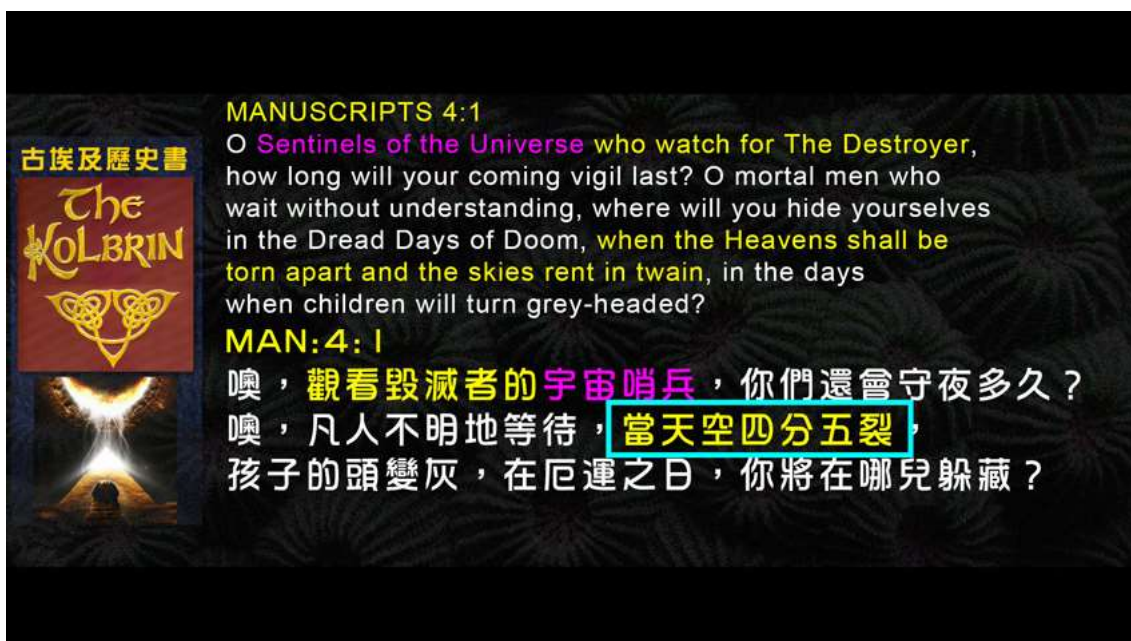 古埃及歷史書
The
KOLBRIN
MANUSCRIPTS 4:1
O Sentinels of the Universe who watch for The Destroyer,
how long will your coming vigil last? O mortal men who
wait without understanding, where will you hide yourselves
in the Dread Days of Doom, when the Heavens shall be
torn apart and the skies rent in twain, in the days
when children will turn grey-headed?
MAN:4:1
噢，觀看毀滅者的宇宙哨兵，你們還會守夜多久？
噢，凡人不明地等待，當天空四分五裂，
孩子的頭變灰，在厄運之日，你將在哪兒躲藏？